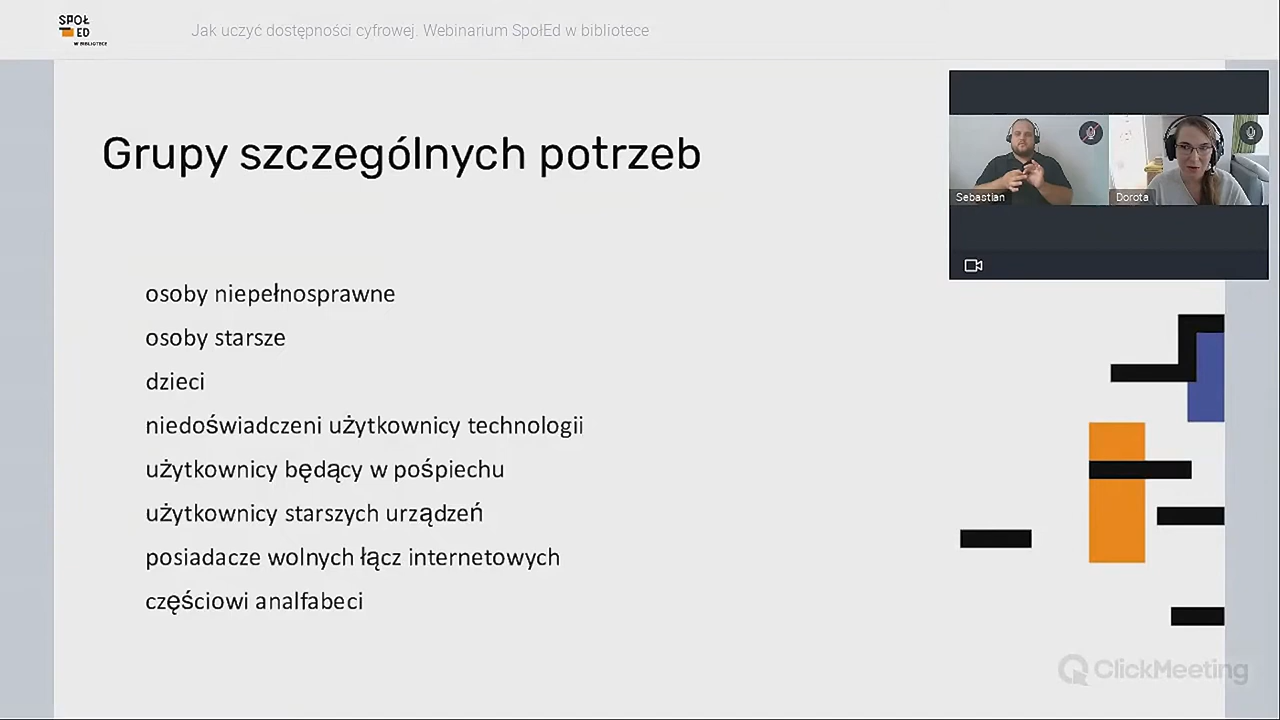 SPOŁ
ED
W BIBLIOTECE
Jak uczyć dostępności cyfrowej. Webinarium SpołEd w bibliotece
Grupy szczególnych potrzeb
Sebastian
Dorota
osoby niepełnosprawne
osoby starsze
dzieci
niedoświadczeni użytkownicy technologii
użytkownicy będący w pośpiechu
użytkownicy starszych urządzeń
posiadacze wolnych łącz internetowych
częściowi analfabeci
ClickMeeting